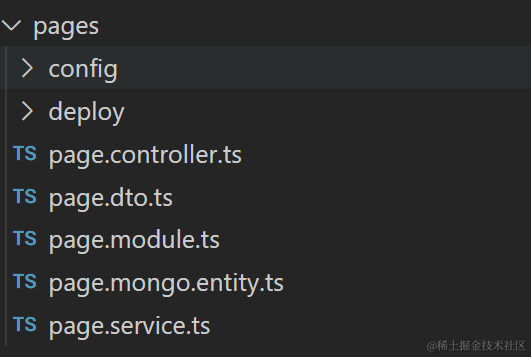 pages
config
deploy
TS page.controller.ts
TS page.dto.ts
TS page.module.ts
TS page.mongo.entity.ts
TS page.service.ts
@稀土掘金技术社区